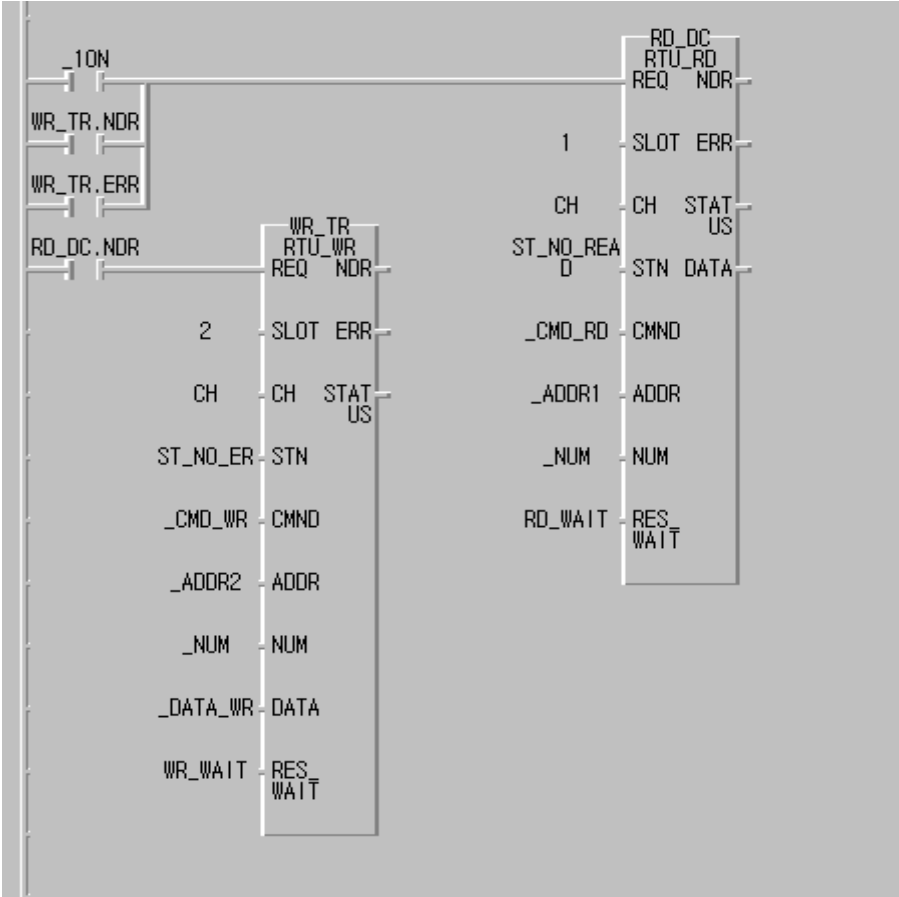 _1ON
RD_DC
RTU_RD
REQ NDR
WR_TR.NDR
1 SLOT ERR
WR_TR.ERR
CH CH STAT
US
WR_TR
RTU_WR
RD_DC.NDR
REQ NDR
ST_NO_REA
D STN DATA
2 SLOT ERR
_CMD_RD CMND
CH CH STAT
US
_ADDR1 ADDR
ST_NO_ER STN
_NUM NUM
_CMD_WR CMND
RD_WAIT RES_
WAIT
_ADDR2 ADDR
_NUM NUM
_DATA_WR DATA
WR_WAIT RES_
WAIT